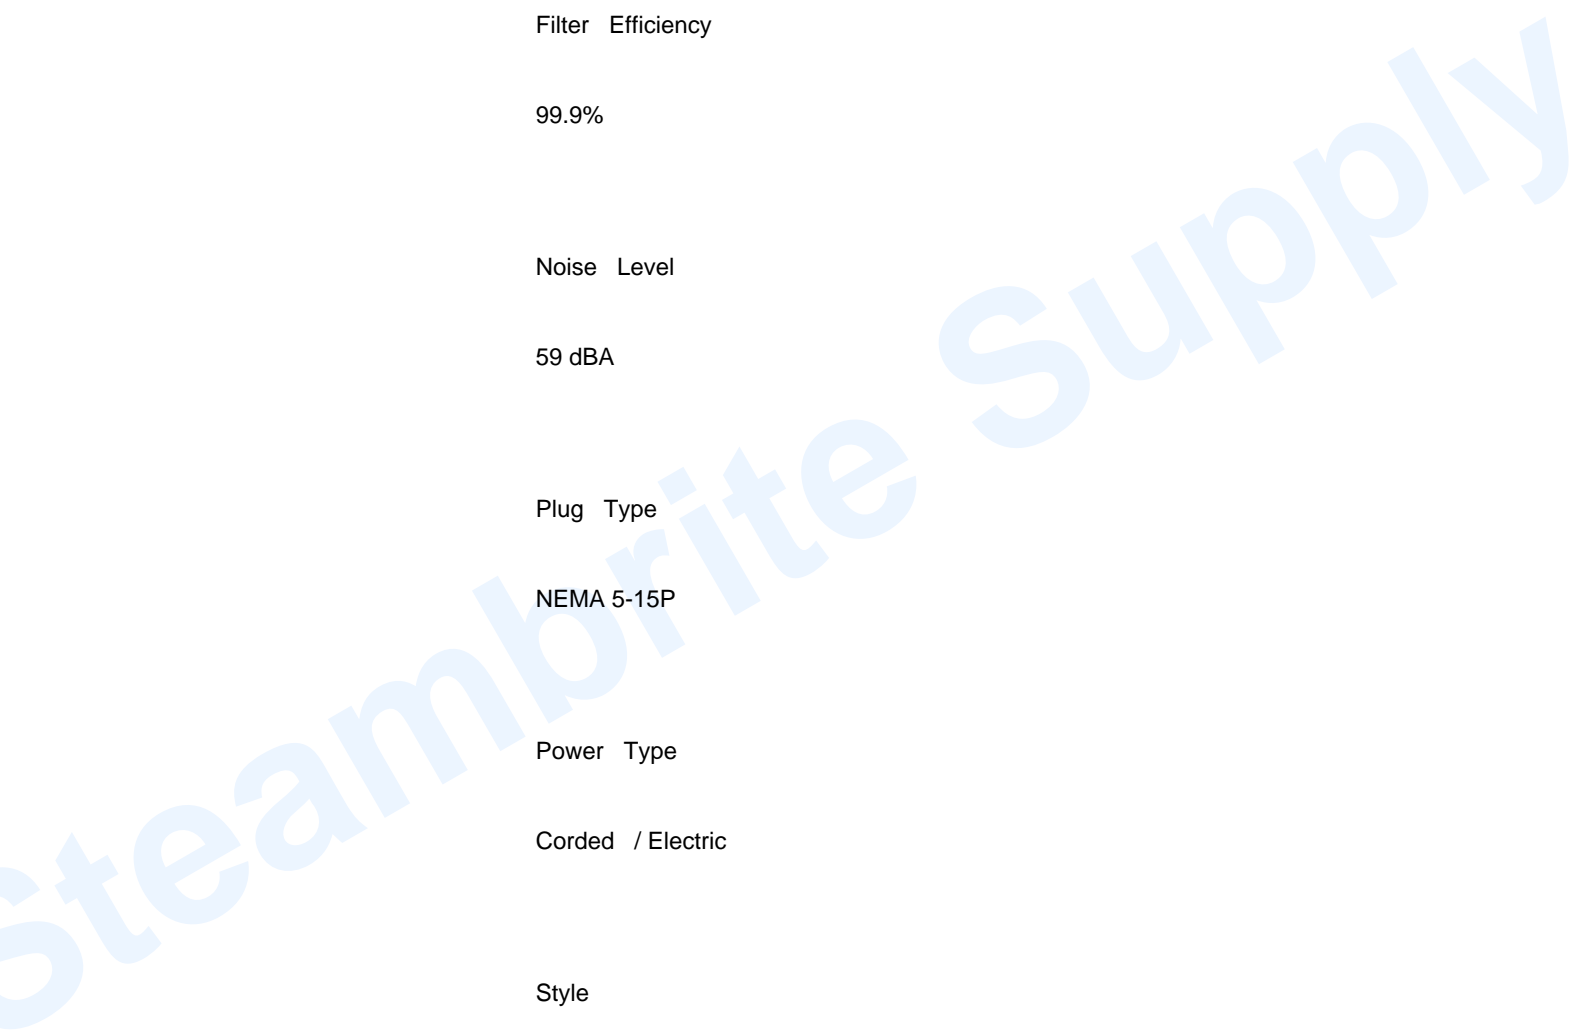 Filter Efficiency
99.9%
Noise Level
59 dBA
Plug Type
NEMA 5-15P
Power Type
Corded / Electric
Style
Steambrite Supply